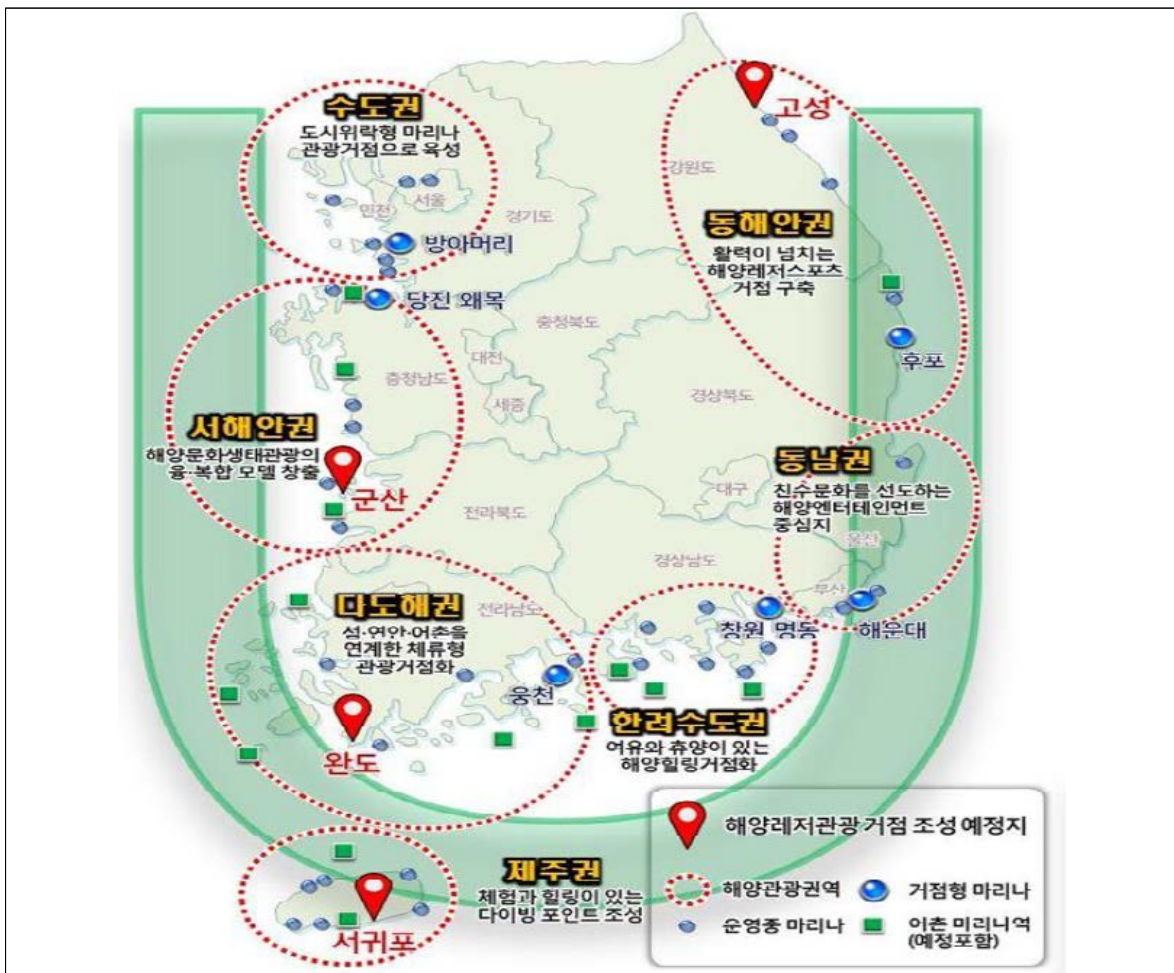 수도권
도시위락형 마리나
관광거점으로 육성
서울
인천
경기도
방아머리
고성
강원도
동해안권
활력이 넘치는
해양레저스포츠
거점 구축
후포
당진 왜목
충청북도
대전
충청남도
세종
경상북도
서해안권
해양문화생태관광의
융·복합 모델 창출
군산
전라북도
동남권
대구
친수문화를 선도하는
해양엔터테인먼트
중심지
울산
경상남도
부산
해운대
창원 명동
다도해권
전라남도
섬·연안·어촌을
연계한 체류형
관광거점화
웅천
완도
한려수도권
여유와 휴양이 있는
해양힐링거점화
제주권
체험과 힐링이 있는
다이빙 포인트 조성
서귀포
해양레저관광 거점 조성 예정지
해양관광권역
거점형 마리나
운영중 마리나
어촌 마리나역
(예정포함)